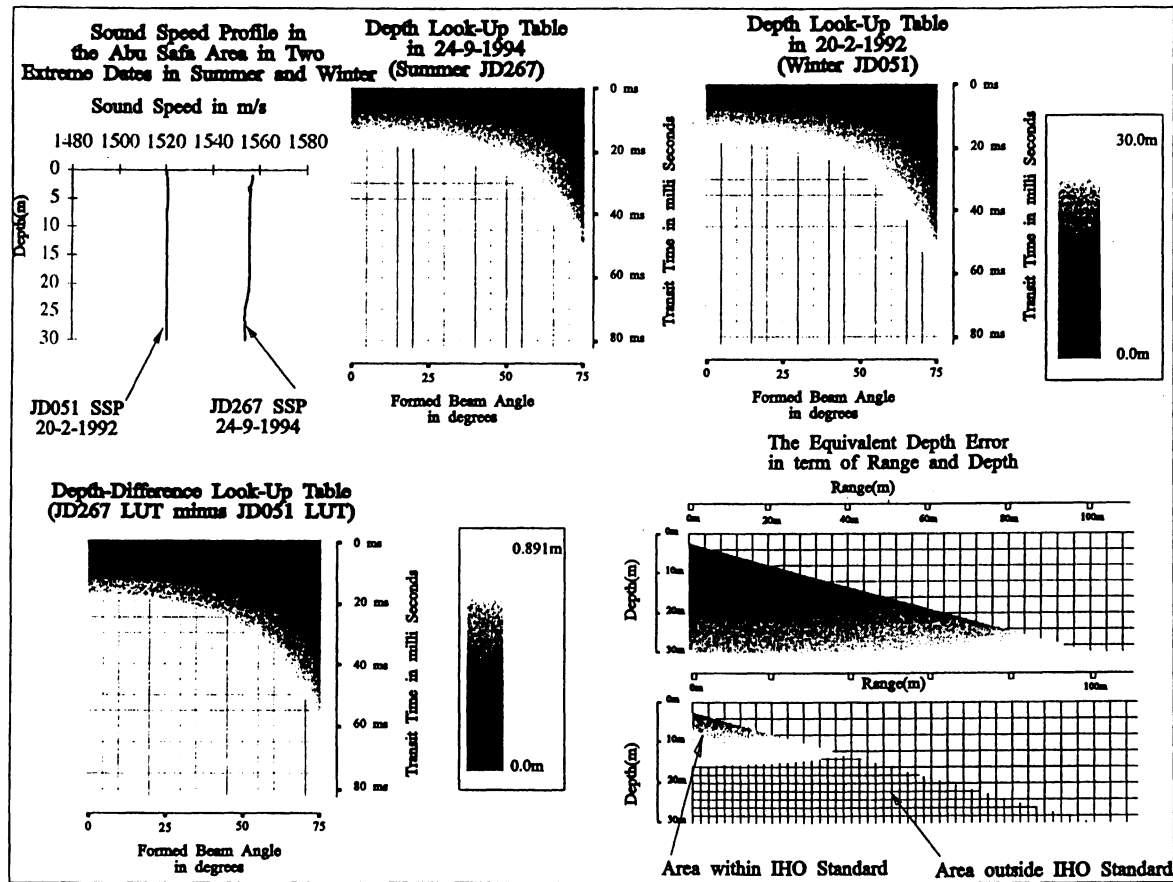 Sound Speed Profile in
the Abu Safa Area in Two
Extreme Dates in Summer and Winter
Sound Speed in m/s
1480 1500 1520 1540 1560 1580
Depth(m)
0
5
10
15
20
25
30
JD051 SSP
20-2-1992
JD267 SSP
24-9-1994
Depth Look-Up Table
in 24-9-1994
(Summer JD267)
0 ms
20 ms
40 ms
60 ms
80 ms
Transit Time in milli Seconds
0 25 50 75
Formed Beam Angle
in degrees
Depth Look-Up Table
in 20-2-1992
(Winter JD051)
0 ms
20 ms
40 ms
60 ms
80 ms
Transit Time in milli Seconds
0 25 50 75
Formed Beam Angle
in degrees
30.0m
0.0m
Depth-Difference Look-Up Table
(JD267 LUT minus JD051 LUT)
0 ms
20 ms
40 ms
60 ms
80 ms
Transit Time in milli Seconds
0 25 50 75
Formed Beam Angle
in degrees
0.891m
0.0m
The Equivalent Depth Error
in term of Range and Depth
Range(m)
0m 20m 40m 60m 80m 100m
Depth(m)
0m
10m
20m
30m
0m 100m
Range(m)
Depth(m)
0m
10m
20m
30m
Area within IHO Standard
Area outside IHO Standard